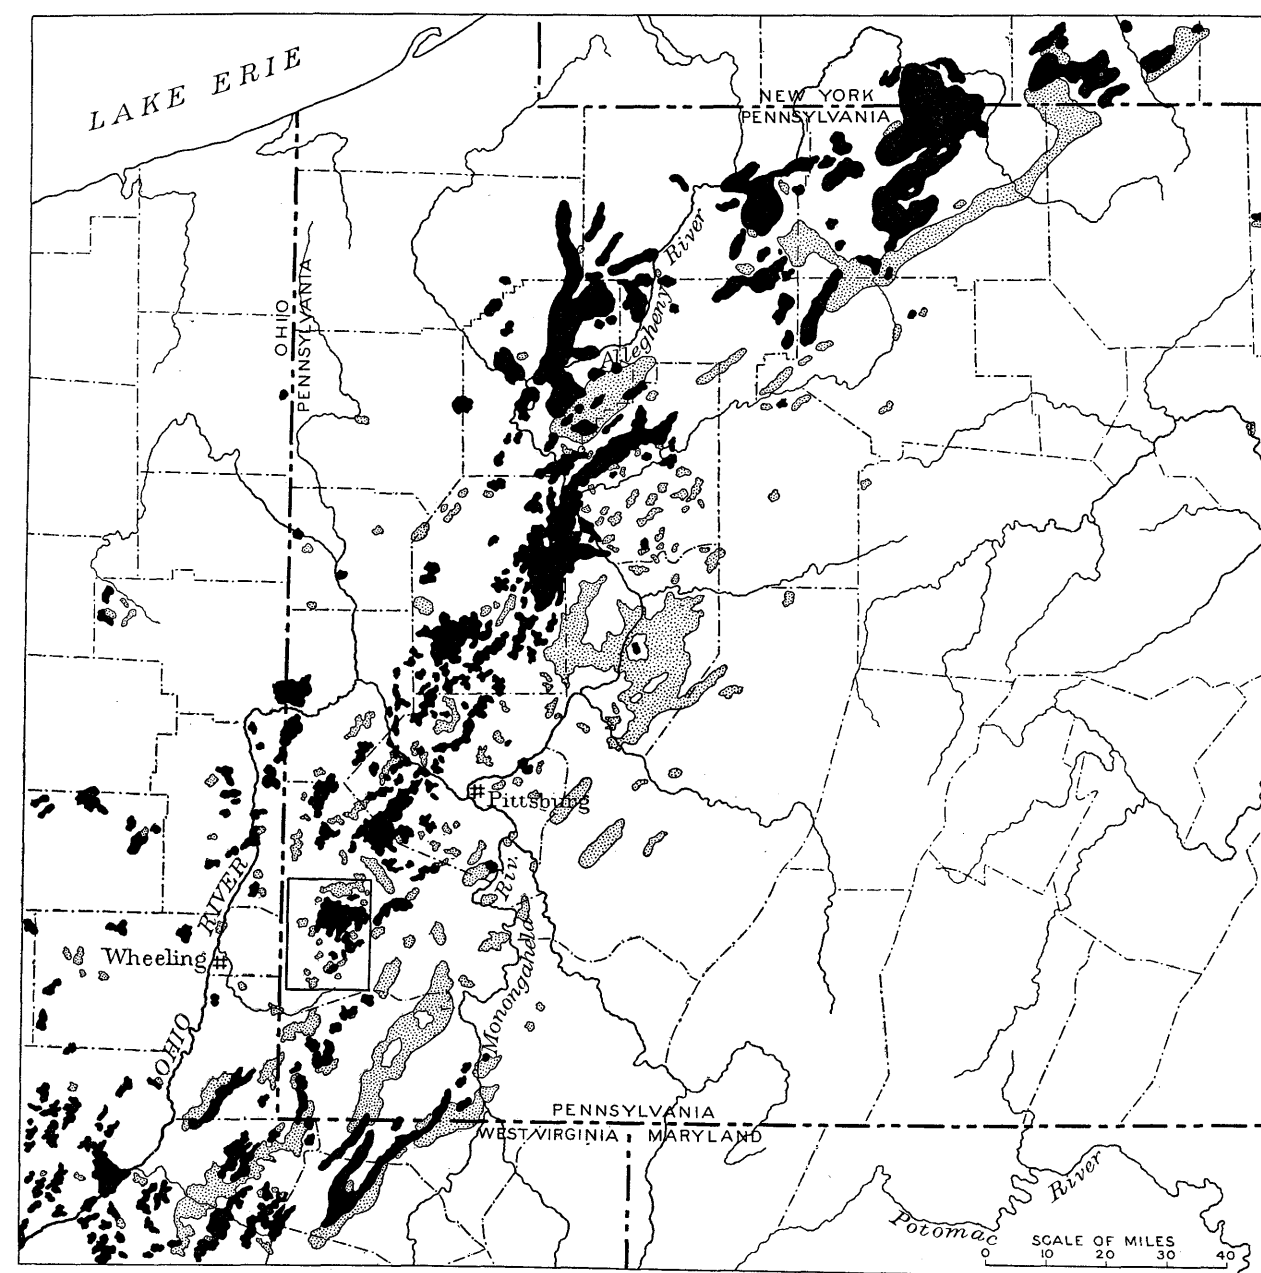 LAKE ERIE
NEW YORK
PENNSYLVANIA
River
Allegheny
OHIO
PENNSYLVANIA
Pittsburg
RIVER
Wheeling
Riv.
Monongahela
OHIO
PENNSYLVANIA
WEST VIRGINIA
MARYLAND
River
Potomac
SCALE OF MILES
0 10 20 30 40